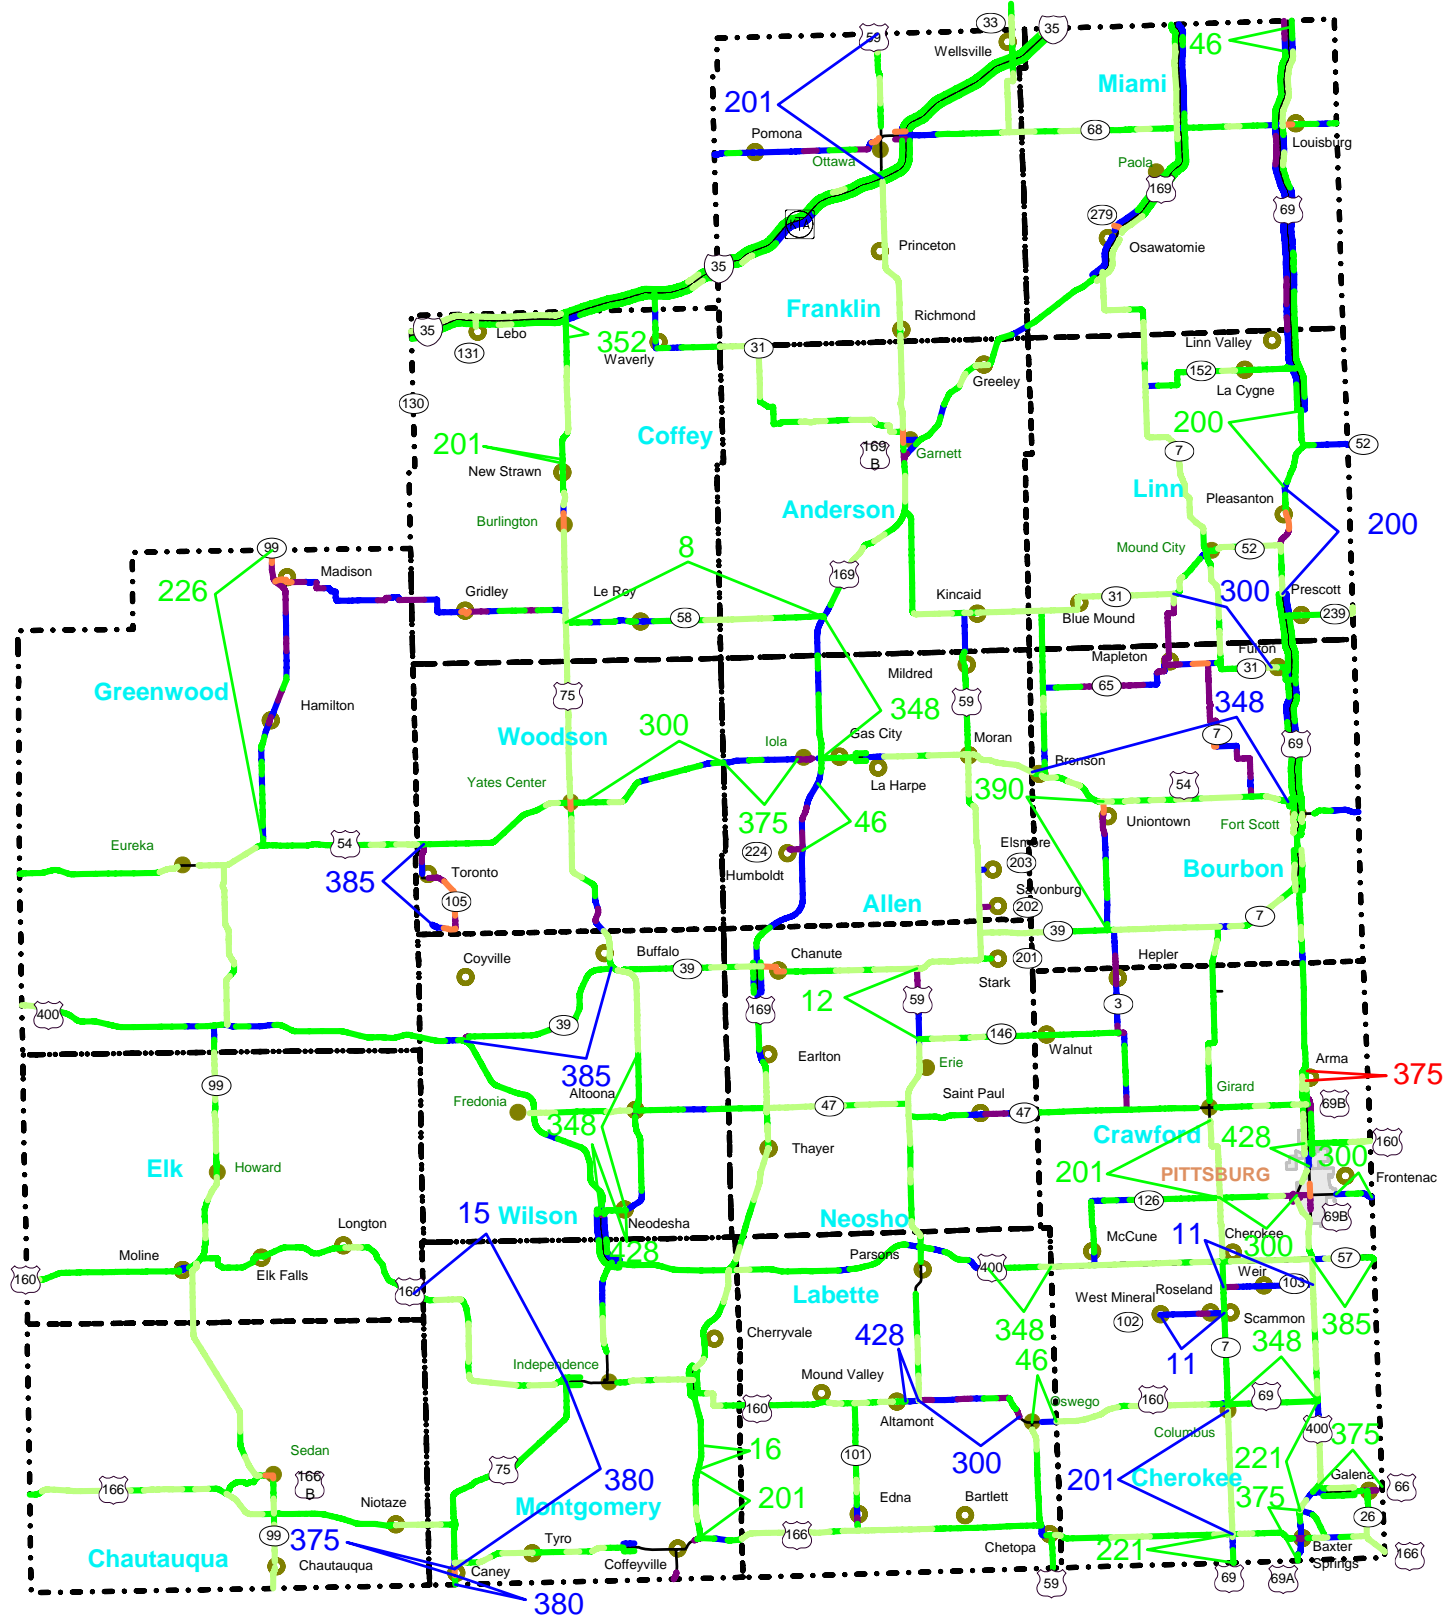 33
35
59
Wellsville
46
Miami
201
Pomona
68
Ottawa
Louisburg
Paola
169
279
69
Osawatomie
Princeton
35
Franklin
Richmond
35
Lebo
131
352
Waverly
31
Linn Valley
Greeley
152
La Cygne
130
Coffey
200
52
201
169
B
Garnett
7
New Strawn
Linn
Pleasanton
Anderson
Burlington
200
99
8
Mound City
52
Madison
169
226
Gridley
Le Roy
Kincaid
31
300
Prescott
58
Blue Mound
239
Mapleton
Fulton
Mildred
31
Greenwood
75
65
Hamilton
59
348
300
348
Woodson
Iola
Gas City
Moran
7
69
Yates Center
La Harpe
Bronson
54
390
375
46
Uniontown
Fort Scott
Eureka
54
224
Elsmore
203
385
Toronto
Humboldt
Bourbon
105
Savonburg
202
Allen
7
39
Buffalo
39
Chanute
201
Hepler
Coyville
Stark
12
59
3
400
169
39
146
Walnut
Earlton
Arma
Erie
385
375
99
Altoona
Girard
Fredonia
Saint Paul
47
47
69B
348
Crawford
428
160
Thayer
300
Elk
Howard
201
PITTSBURG
Frontenac
126
15
Wilson
Neodesha
Neosho
69B
Longton
McCune
Cherokee
428
Parsons
11
300
57
Moline
Elk Falls
400
160
Weir
103
160
Labette
West Mineral
Roseland
102
Scammon
385
Cherryvale
428
348
348
7
46
11
Independence
Mound Valley
160
69
160
Altamont
Oswego
Columbus
400
375
Sedan
16
101
221
166
B
75
300
380
201
Cherokee
Galena
166
66
201
Montgomery
Edna
Bartlett
375
Niotaze
26
99
375
Tyro
166
221
Baxter
Springs
166
Chautauqua
Chautauqua
Coffeyville
Chetopa
Caney
59
69
69A
380